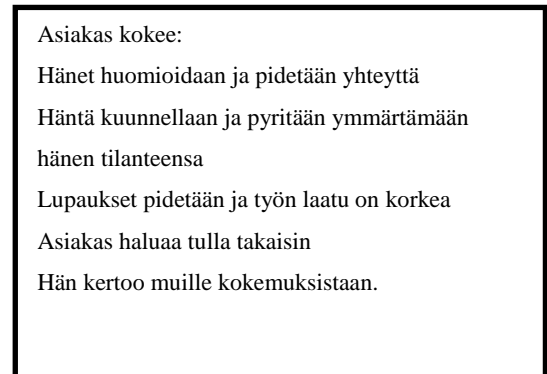 Asiakas kokee:
Hänet huomioidaan ja pidetään yhteyttä
Häntä kuunnellaan ja pyritään ymmärtämään
hänen tilanteensa
Lupaukset pidetään ja työn laatu on korkea
Asiakas haluaa tulla takaisin
Hän kertoo muille kokemuksistaan.